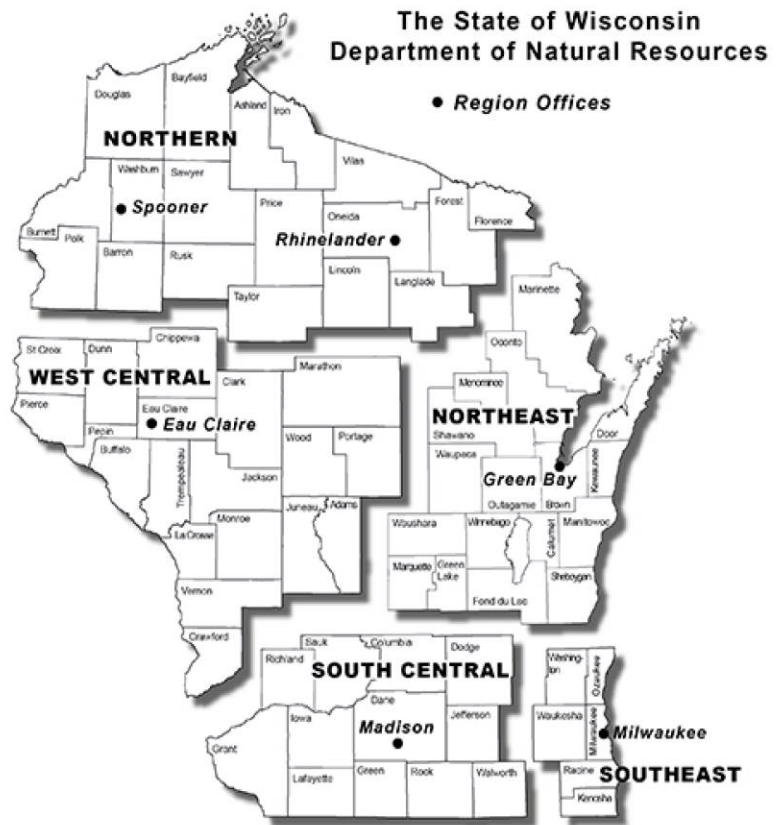 The State of Wisconsin
Department of Natural Resources
● Region Offices
Douglas
Bayfield
Ashland
Iron
NORTHERN
Vilas
Washburn
Sawyer
Price
Oneida
Forest
Florence
Spooner
Rhinelander
Burnett
Polk
Barron
Rusk
Lincoln
Langlade
Taylor
Marinette
Chippewa
St Croix
Dunn
Oconto
WEST CENTRAL
Clark
Marathon
Menominee
Pierce
Eau Claire
Eau Claire
NORTHEAST
Pepin
Buffalo
Wood
Portage
Shawano
Door
Waupaca
Trempealeau
Jackson
Green Bay
Kewaunee
Outagamie
Brown
Monroe
Juneau
Adams
Waushara
Winnebago
Calumet
Manitowoc
La Crosse
Marquette
Green
Lake
Sheboygan
Vernon
Fond du Lac
Crawford
Sauk
Columbia
Dodge
Richland
SOUTH CENTRAL
Washing-
ton
Ozaukee
Dane
Iowa
Madison
Jefferson
Waukesha
Milwaukee
Milwaukee
Grant
Lafayette
Green
Rock
Walworth
Racine
SOUTHEAST
Kenosha